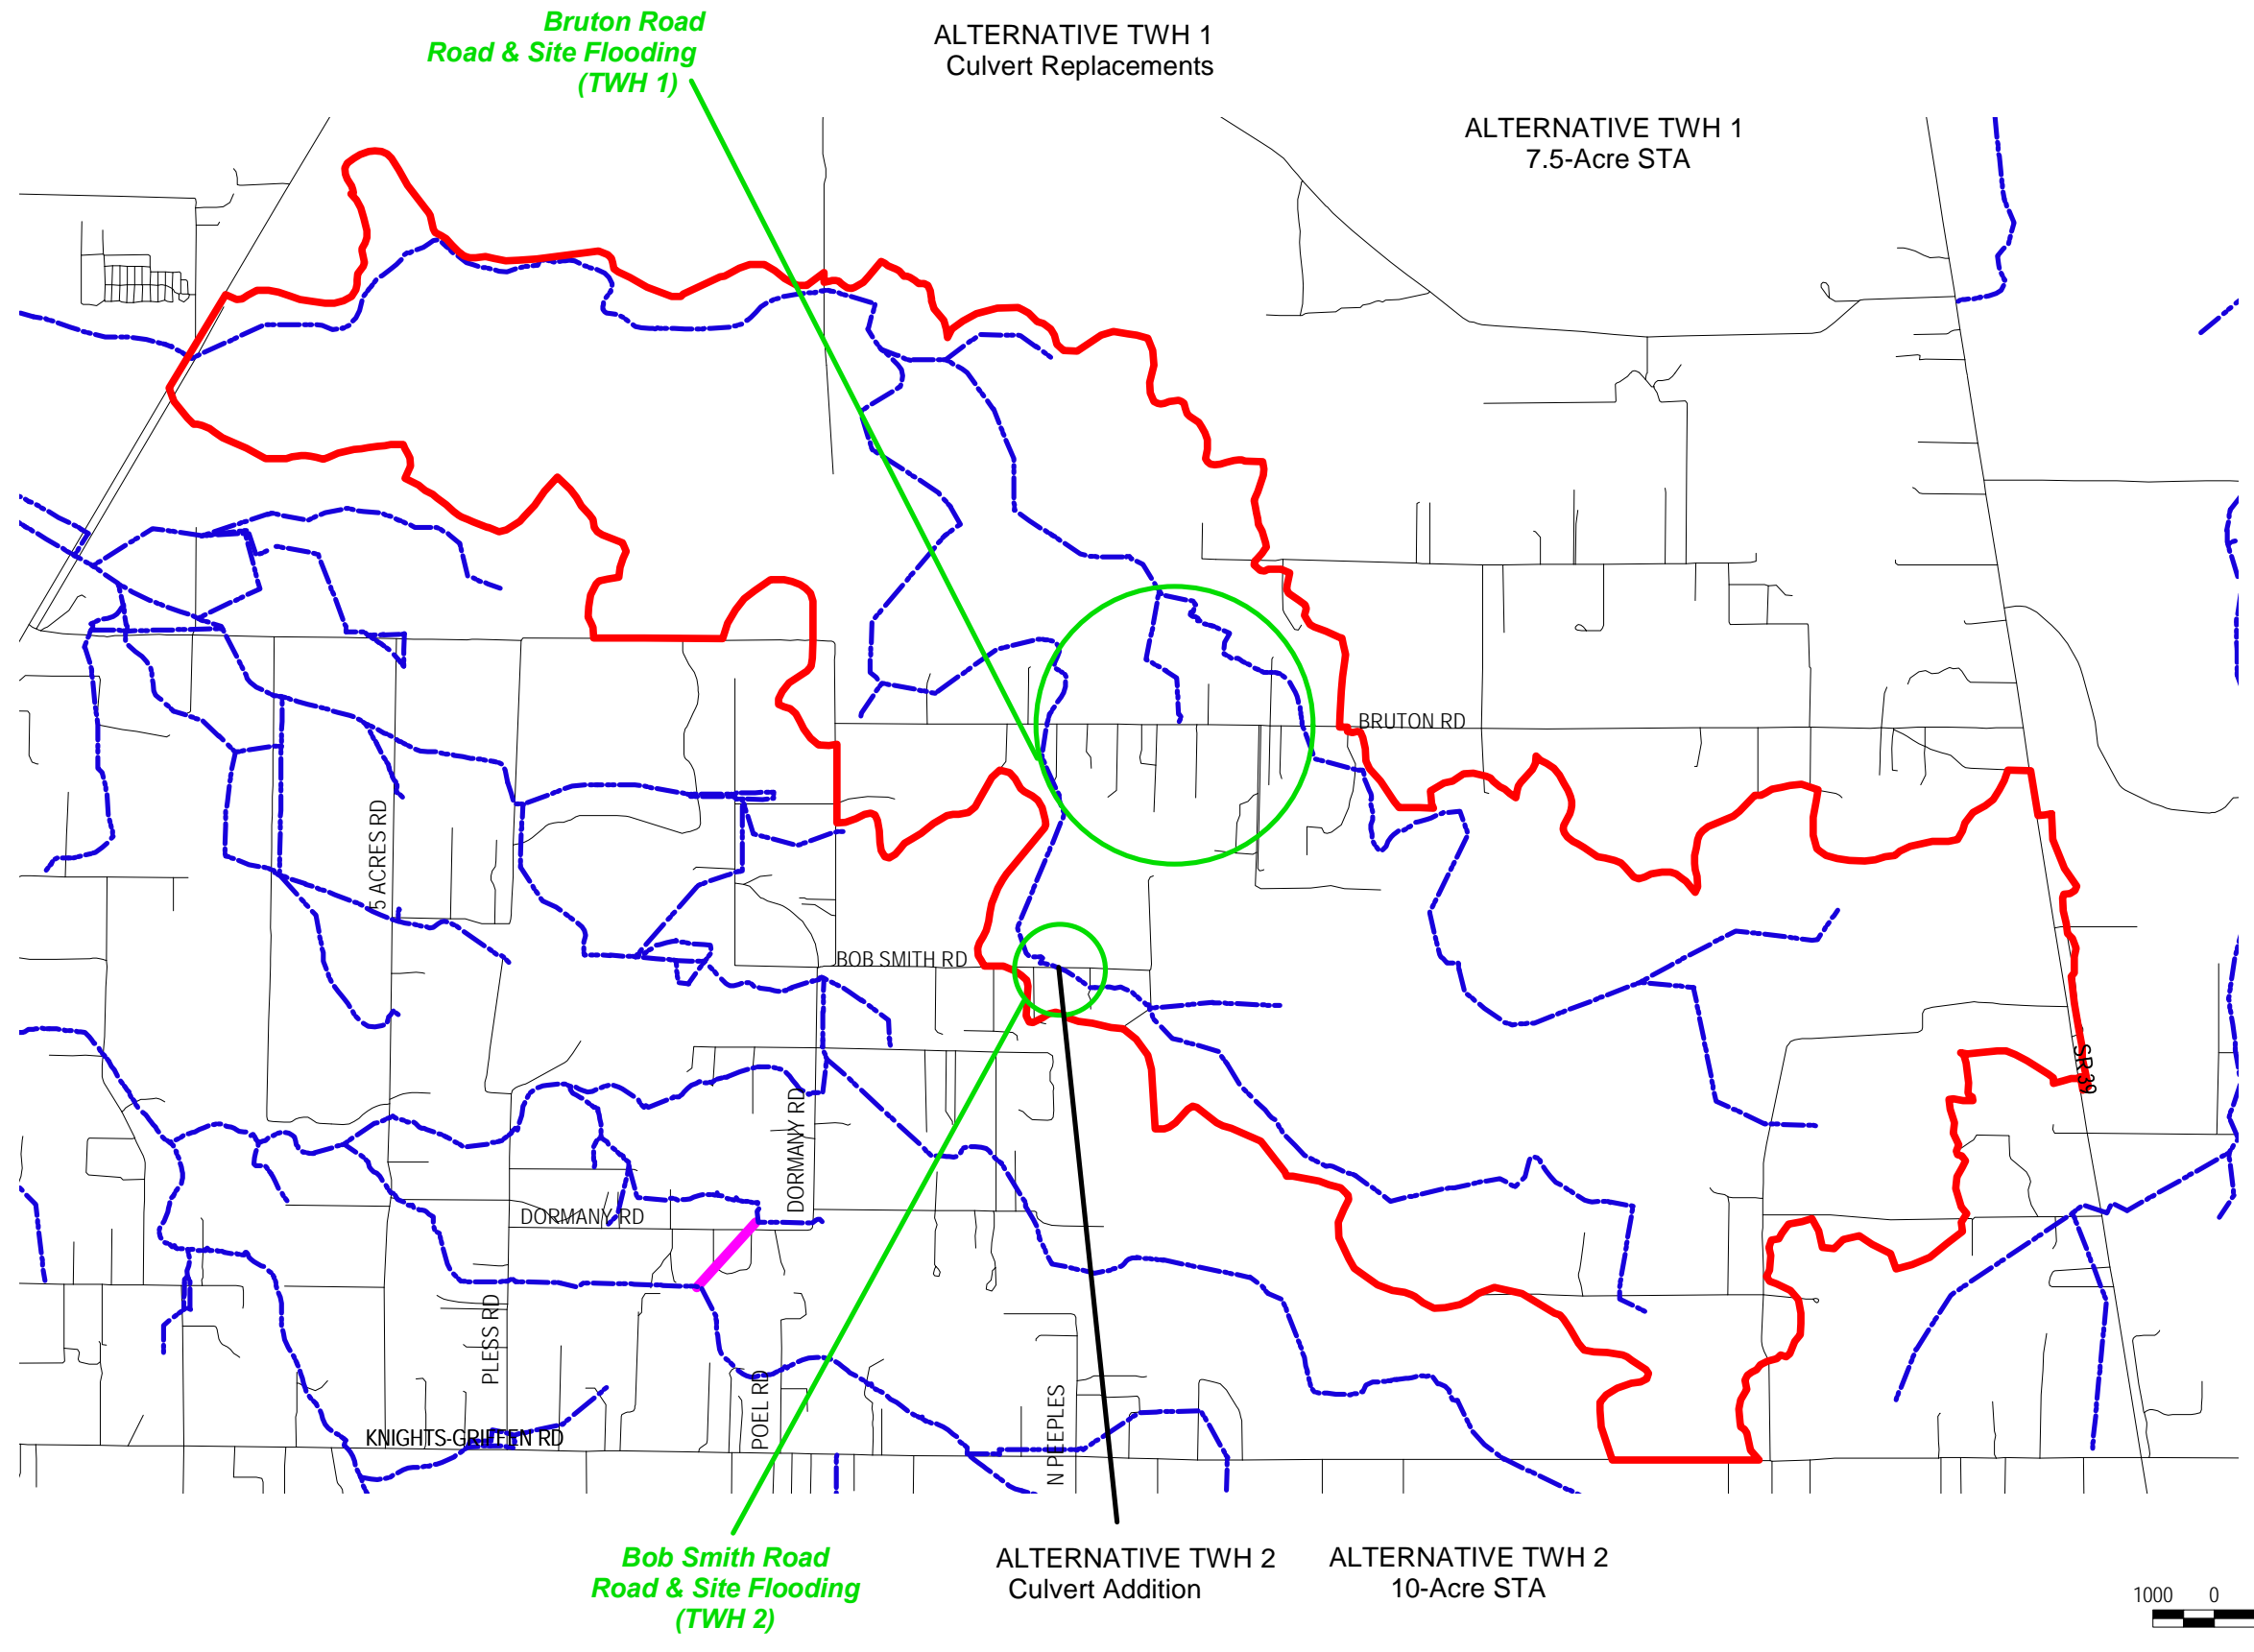 Bruton Road
Road & Site Flooding
(TWH 1)
ALTERNATIVE TWH 1
Culvert Replacements
ALTERNATIVE TWH 1
7.5-Acre STA
BRUTON RD
5 ACRES RD
BOB SMITH RD
SR 39
DORMANY RD
DORMANY RD
PLESS RD
POEL RD
N PEEPLES
KNIGHTS-GRIFFEN RD
Bob Smith Road
Road & Site Flooding
(TWH 2)
ALTERNATIVE TWH 2
Culvert Addition
ALTERNATIVE TWH 2
10-Acre STA
1000 0